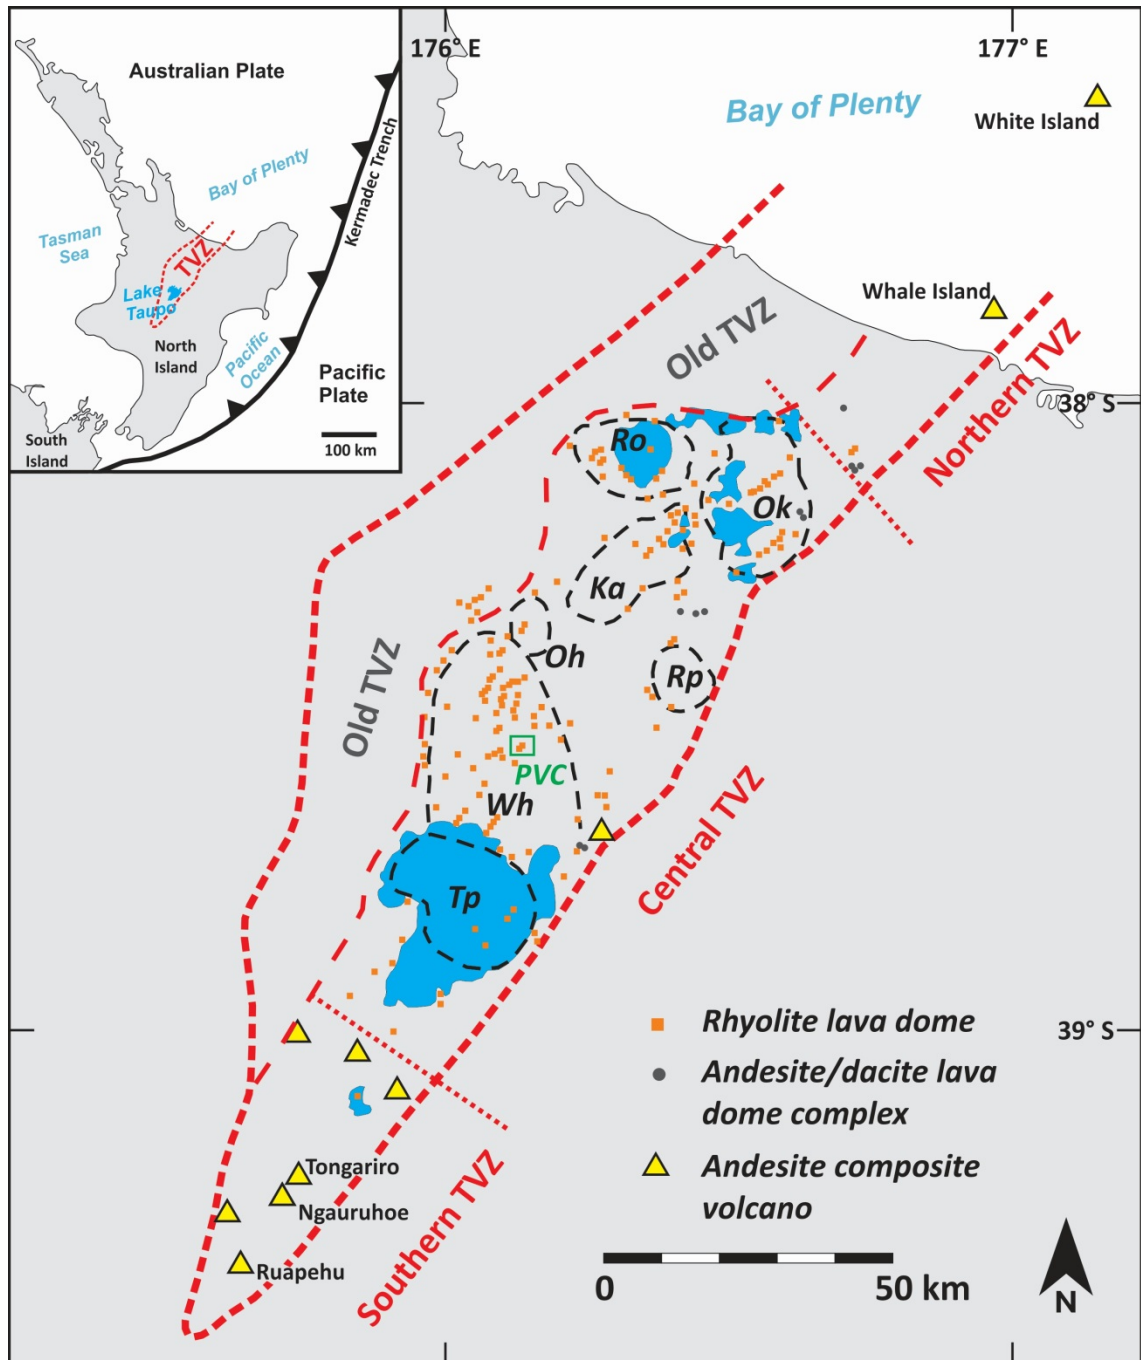 Australian Plate
Bay of Plenty
Kermadec Trench
Tasman
Sea
TVZ
Lake
Taupo
North
Island
Pacific
Ocean
Pacific
Plate
South
Island
100 km
176° E
177° E
Bay of Plenty
White Island
Whale Island
Old TVZ
Northern TVZ
38° S
Ro
Ok
Ka
Oh
Rp
Old TVZ
PVC
Wh
Central TVZ
Tp
39° S
Rhyolite lava dome
Andesite/dacite lava
dome complex
Andesite composite
volcano
Tongariro
Ngauruhoe
Ruapehu
Southern TVZ
0
50 km
N